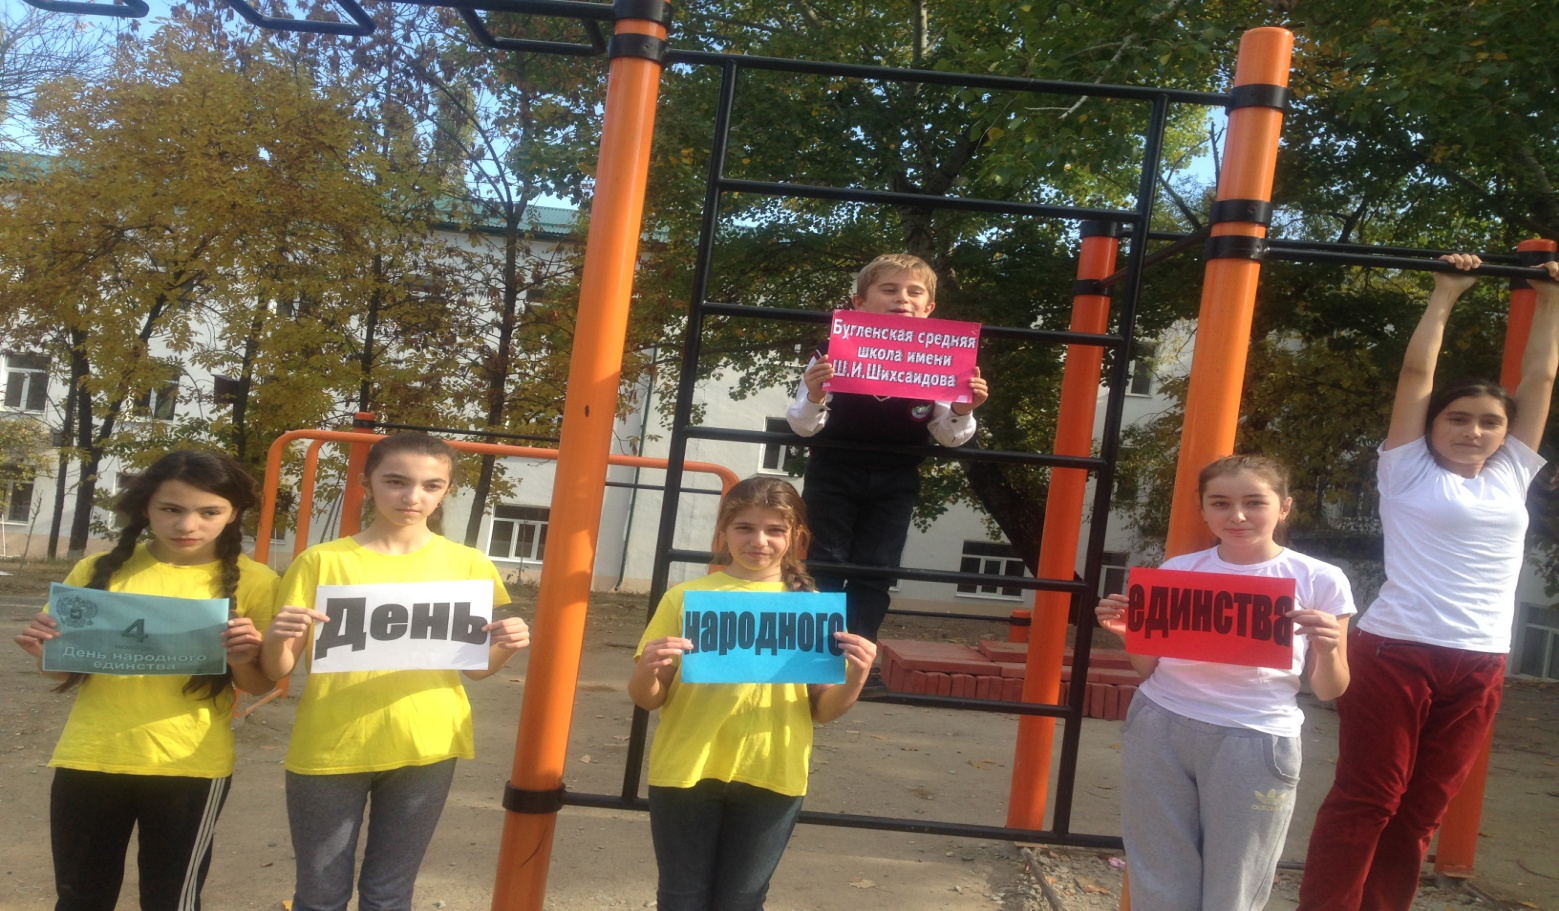 Бугленская средняя
школа имени
Ш.И.Шихсаидова
4
День народного
единства
День
народного
единства